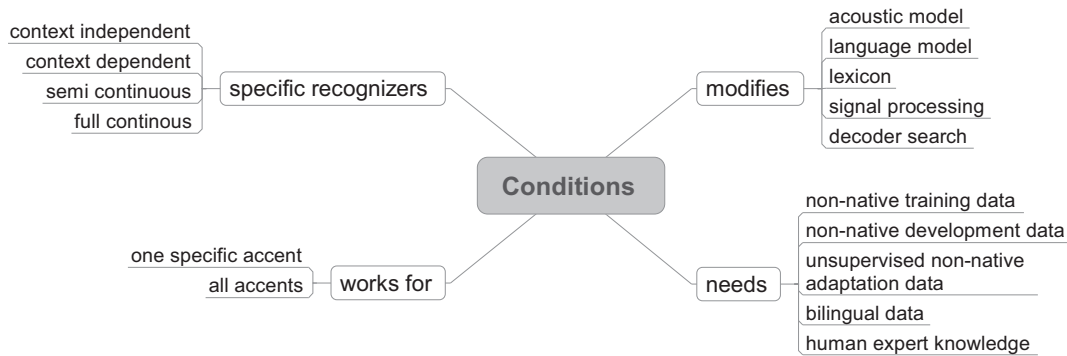 context independent
context dependent
semi continuous
full continous
specific recognizers
acoustic model
language model
lexicon
signal processing
decoder search
modifies
Conditions
one specific accent
all accents
works for
non-native training data
non-native development data
unsupervised non-native
adaptation data
bilingual data
human expert knowledge
needs